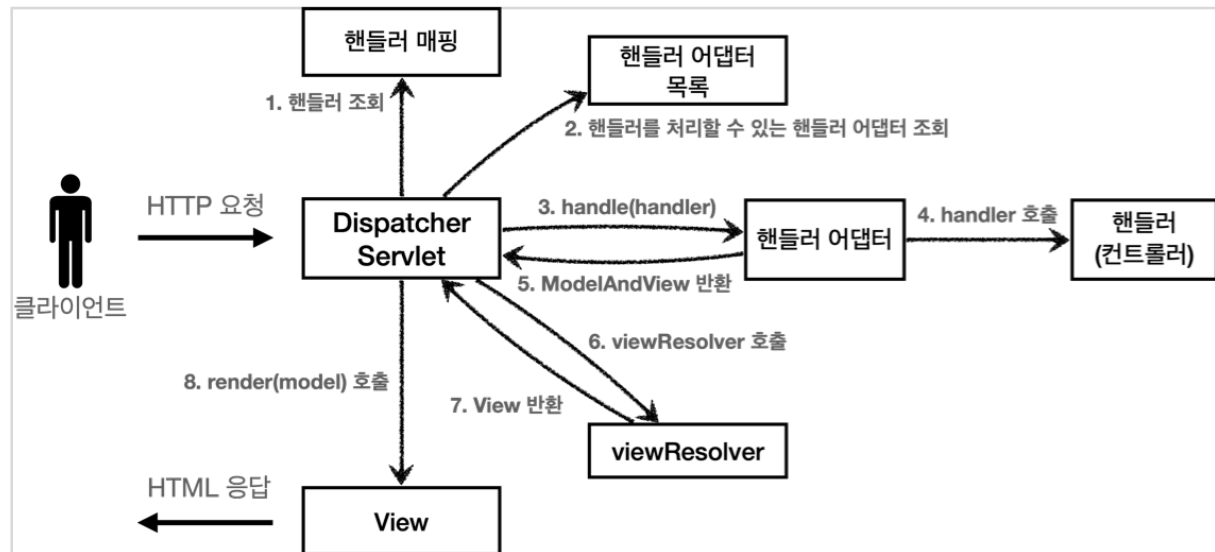 핸들러 매핑
핸들러 어댑터
목록
1. 핸들러 조회
2. 핸들러를 처리할 수 있는 핸들러 어댑터 조회
HTTP 요청
Dispatcher
Servlet
3. handle(handler)
핸들러 어댑터
4. handler 호출
핸들러
(컨트롤러)
5. ModelAndView 반환
클라이언트
6. viewResolver 호출
8. render(model) 호출
7. View 반환
viewResolver
HTML 응답
View